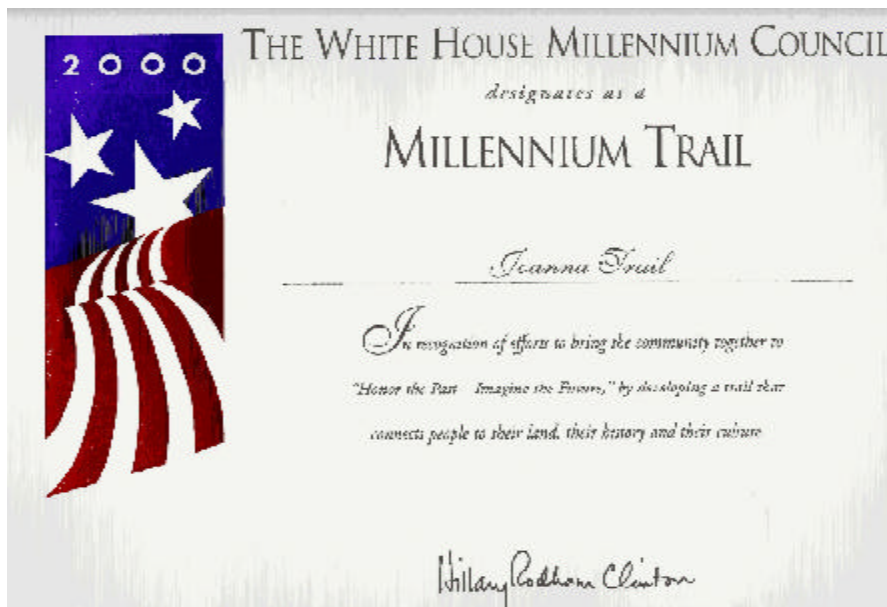 2000
THE WHITE HOUSE MILLENNIUM COUNCIL
designates as a
MILLENNIUM TRAIL
Joanna Trail
In recognition of efforts to bring the community together to
"Honor the Past - Imagine the Future," by developing a trail that
connects people to their land, their history and their culture
Hillary Rodham Clinton